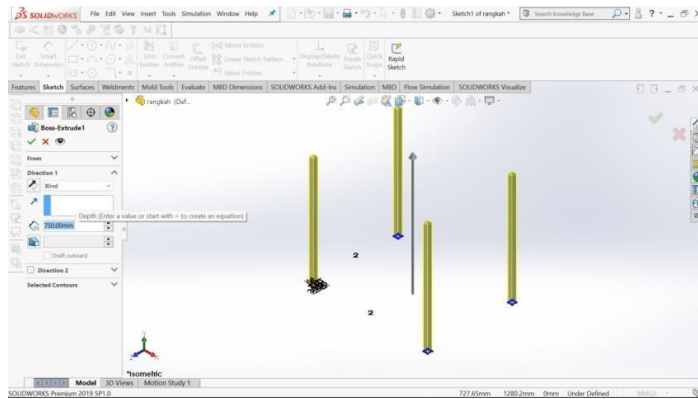 SOLIDWORKS File Edit View Insert Tools Simulation Window Help Sketch1 of rangkah * Search Knowledge Base
Exit Sketch Smart Dimension Trim Entities Convert Entities Offset Entities Mirror Entities Linear Sketch Pattern Move Entities Display/Delete Relations Repair Sketch Quick Snaps Rapid Sketch
Features Sketch Surfaces Weldments Mold Tools Evaluate MBD Dimensions SOLIDWORKS Add-Ins Simulation MBD Flow Simulation SOLIDWORKS Visualize
rangkah (Def...
Boss-Extrude1
From
Direction 1
Blind
Depth (Enter a value or start with = to create an equation)
750.00mm
Draft outward
Direction 2
Selected Contours
2
2
*Isometric
Model 3D Views Motion Study 1
SOLIDWORKS Premium 2019 SP1.0 727.65mm 1280.2mm 0mm Under Defined MMGS